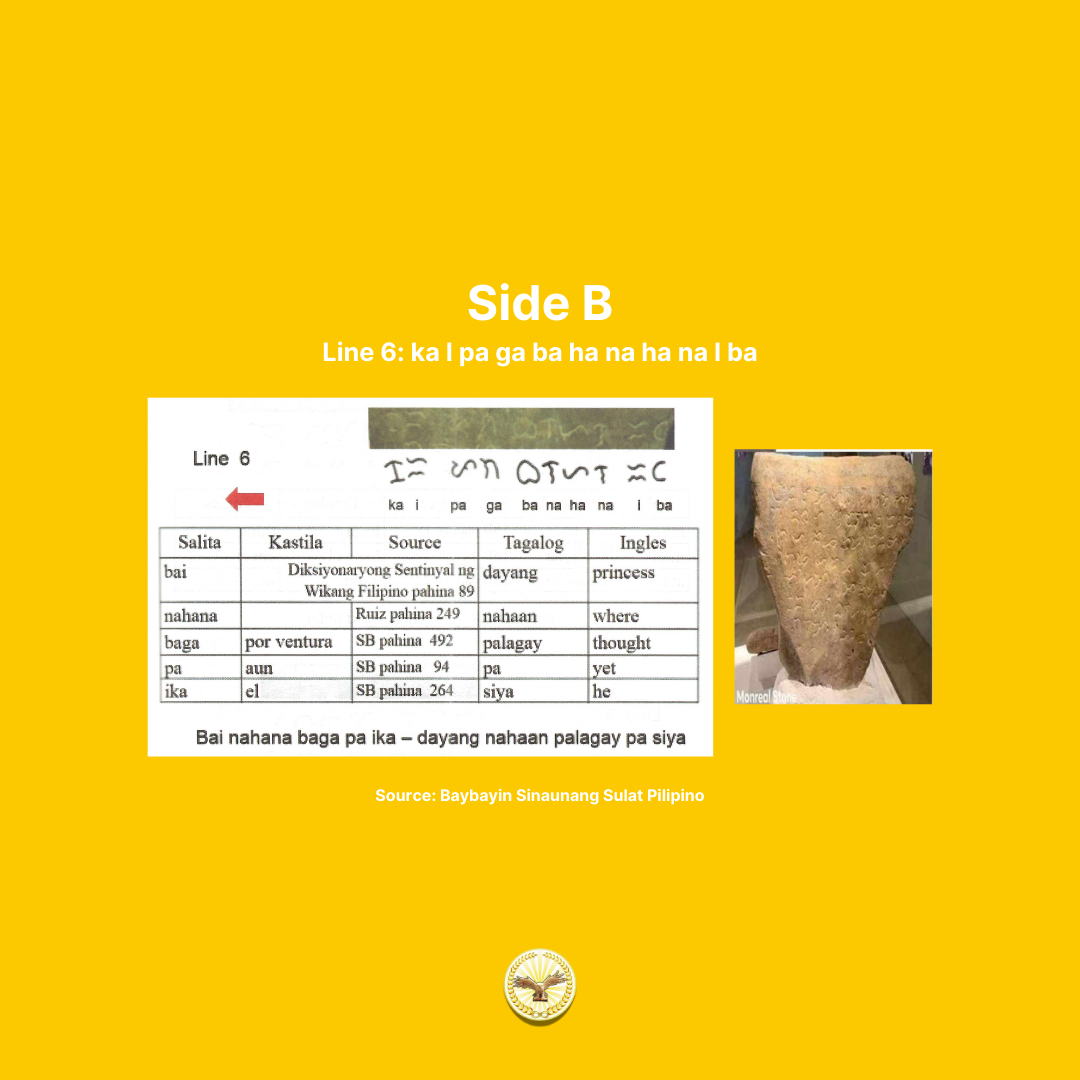 Side B
Line 6: ka I pa ga ba ha na ha na I ba
Line 6
ka i pa ga ba na ha na i ba
Salita Kastila Source Tagalog Ingles
bai Diksiyonaryong Sentinyal ng Wikang Filipino pahina 89 dayang princess
nahana Ruiz pahina 249 nahaan where
baga por ventura SB pahina 492 palagay thought
pa aun SB pahina 94 pa yet
ika el SB pahina 264 siya he
Bai nahana baga pa ika – dayang nahaan palagay pa siya
Monreal Stone
Source: Baybayin Sinaunang Sulat Pilipino